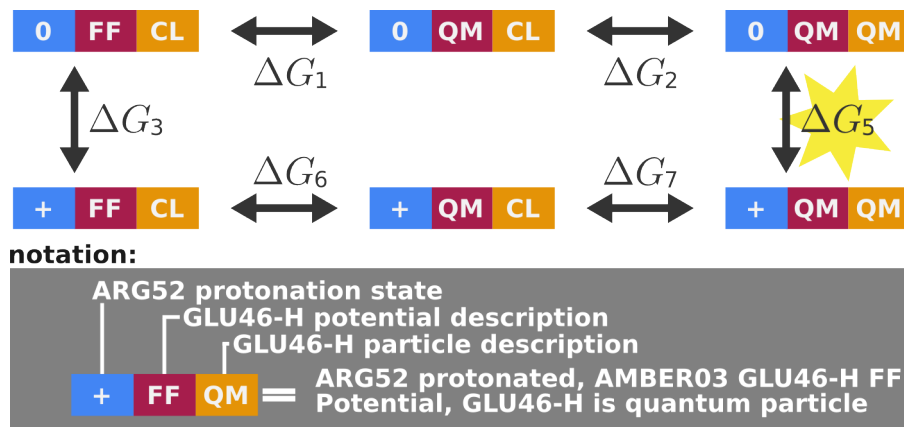 0 FF CL 0 QM CL 0 QM QM
ΔG1 ΔG2
ΔG3 ΔG5
ΔG6 ΔG7
+ FF CL + QM CL + QM QM
notation:
ARG52 protonation state
GLU46-H potential description
GLU46-H particle description
+ FF QM = ARG52 protonated, AMBER03 GLU46-H FF
Potential, GLU46-H is quantum particle